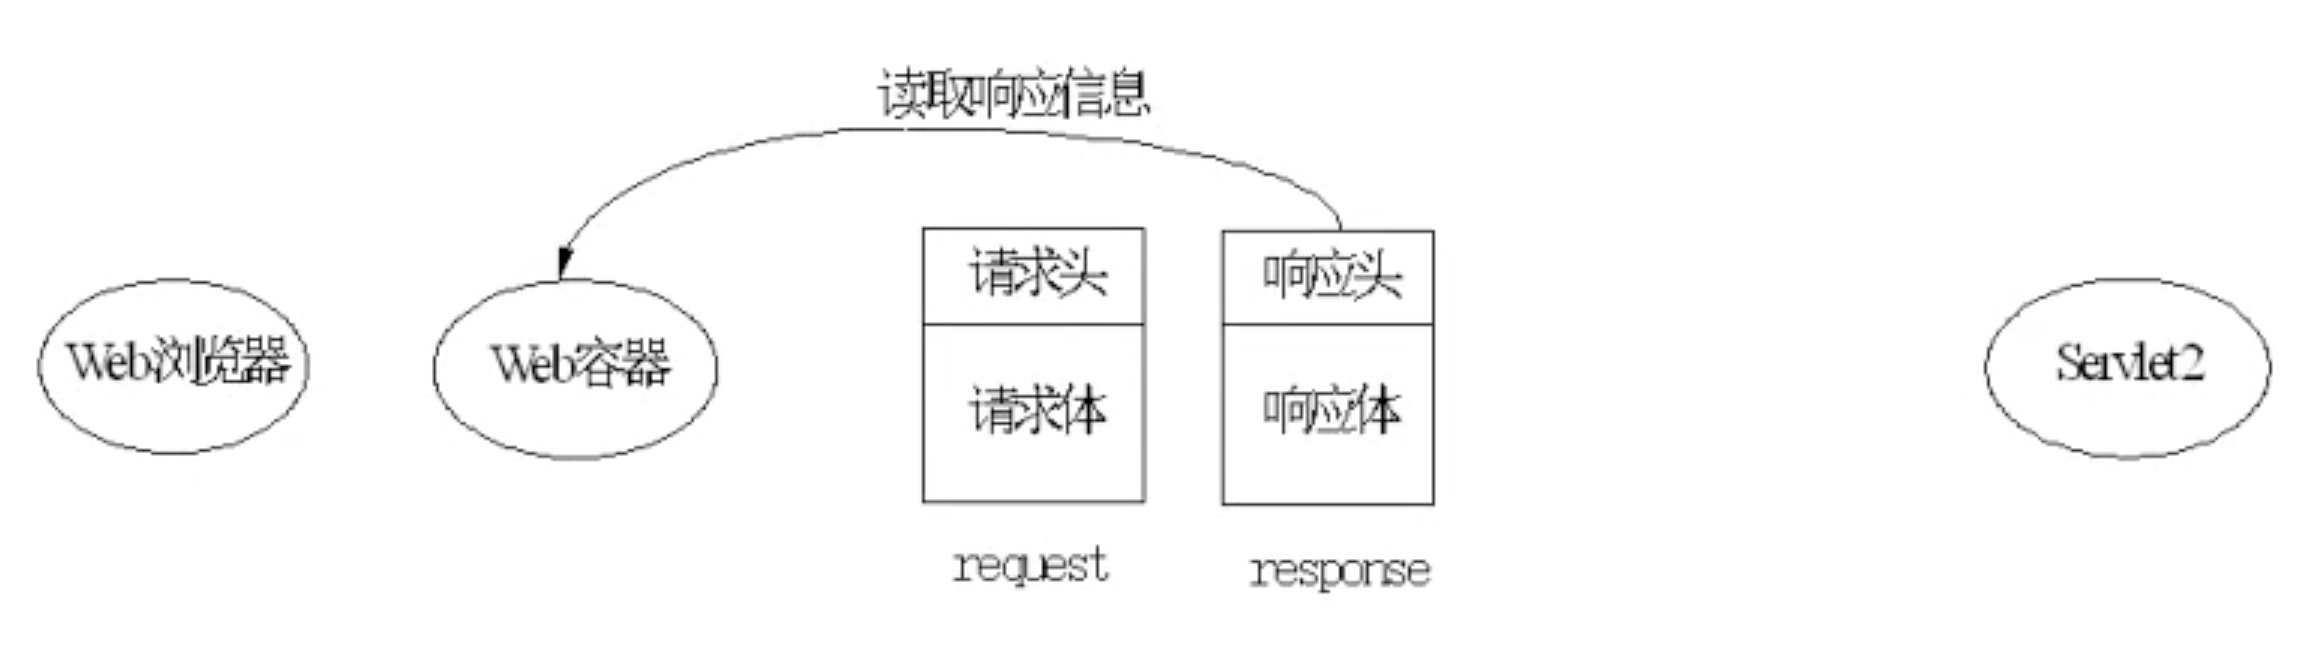 读取响应信息
请求头
响应头
Web浏览器
Web容器
Servlet2
请求体
响应体
request
response